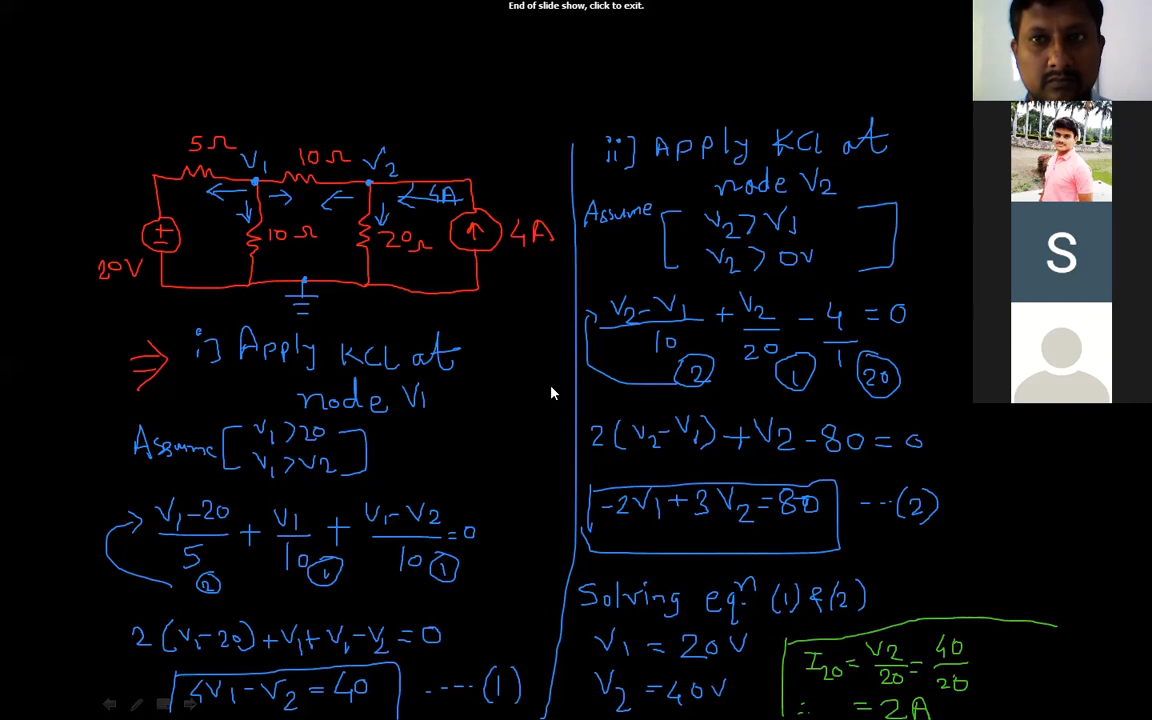 End of slide show, click to exit.
5Ω
V1
10Ω
V2
4A
20V
10Ω
20Ω
4A
⇒ i] Apply KCL at
node V1
Assume [ V1 > 20
V1 > V2 ]
(V1-20)/5 + V1/10 + (V1-V2)/10 = 0
② ① ①
2(V1-20)+V1+V1-V2 = 0
4V1-V2 = 40 ----(1)
ii] Apply KCL at
node V2
Assume [ V2 > V1
V2 > 0V ]
(V2-V1)/10 + V2/20 - 4/1 = 0
② ① ⑳
2(V2-V1)+V2-80=0
-2V1+3V2=80 ---(2)
Solving eqn (1) & (2)
V1 = 20V
V2 = 40V
I20 = V2/20 = 40/20
∴ = 2A
S